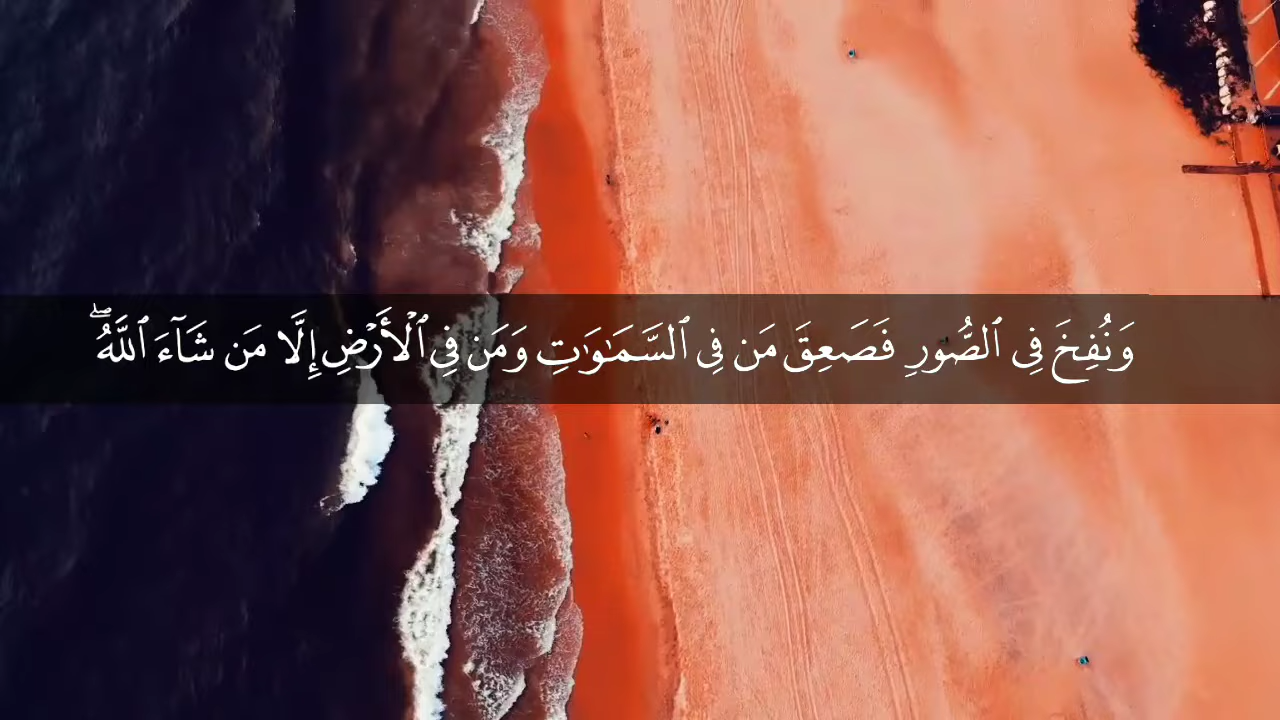 وَنُفِخَ فِى ٱلصُّورِ فَصَعِقَ مَن فِى ٱلسَّمَـٰوَٰتِ وَمَن فِى ٱلْأَرْضِ إِلَّا مَن شَآءَ ٱللَّهُ ۖ